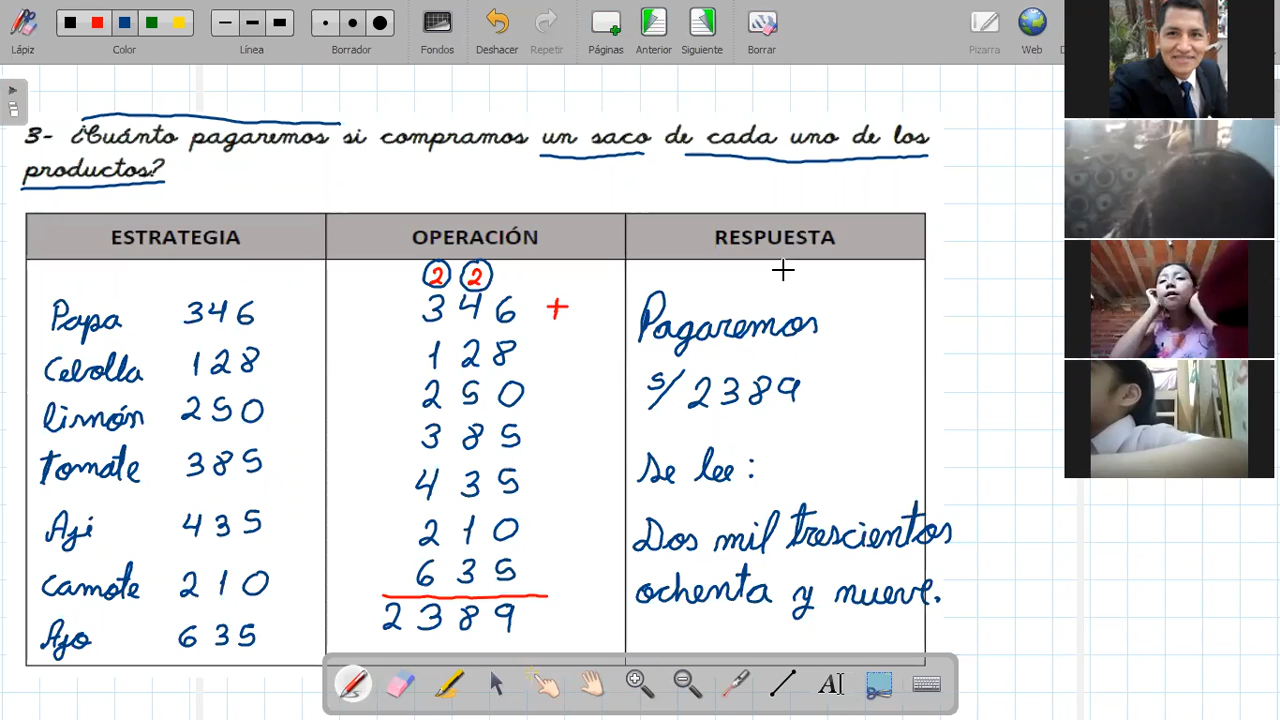 Lápiz Color Línea Borrador Fondos Deshacer Repetir Páginas Anterior Siguiente Borrar Pizarra Web
3- ¿Cuánto pagaremos si compramos un saco de cada uno de los
productos?
ESTRATEGIA OPERACIÓN RESPUESTA
2 2
Papa 346
Cebolla 128
limón 250
tomate 385
Ají 435
camote 210
Ajo 635
346 +
128
250
385
435
210
635
2389
Pagaremos
s/ 2389
Se lee:
Dos mil trescientos
ochenta y nueve.
AI